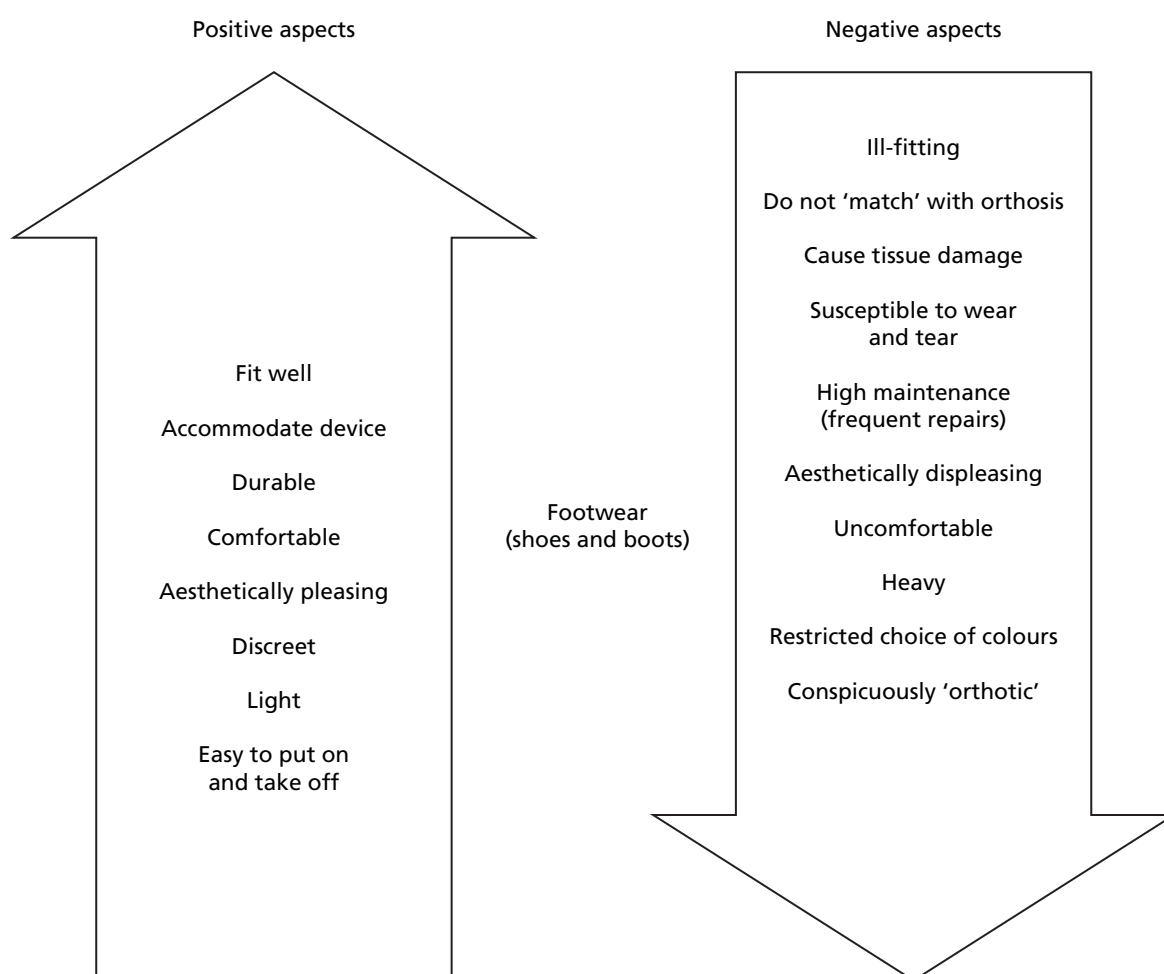 Positive aspects
Fit well
Accommodate device
Durable
Comfortable
Aesthetically pleasing
Discreet
Light
Easy to put on
and take off
Footwear
(shoes and boots)
Negative aspects
Ill-fitting
Do not ‘match’ with orthosis
Cause tissue damage
Susceptible to wear
and tear
High maintenance
(frequent repairs)
Aesthetically displeasing
Uncomfortable
Heavy
Restricted choice of colours
Conspicuously ‘orthotic’